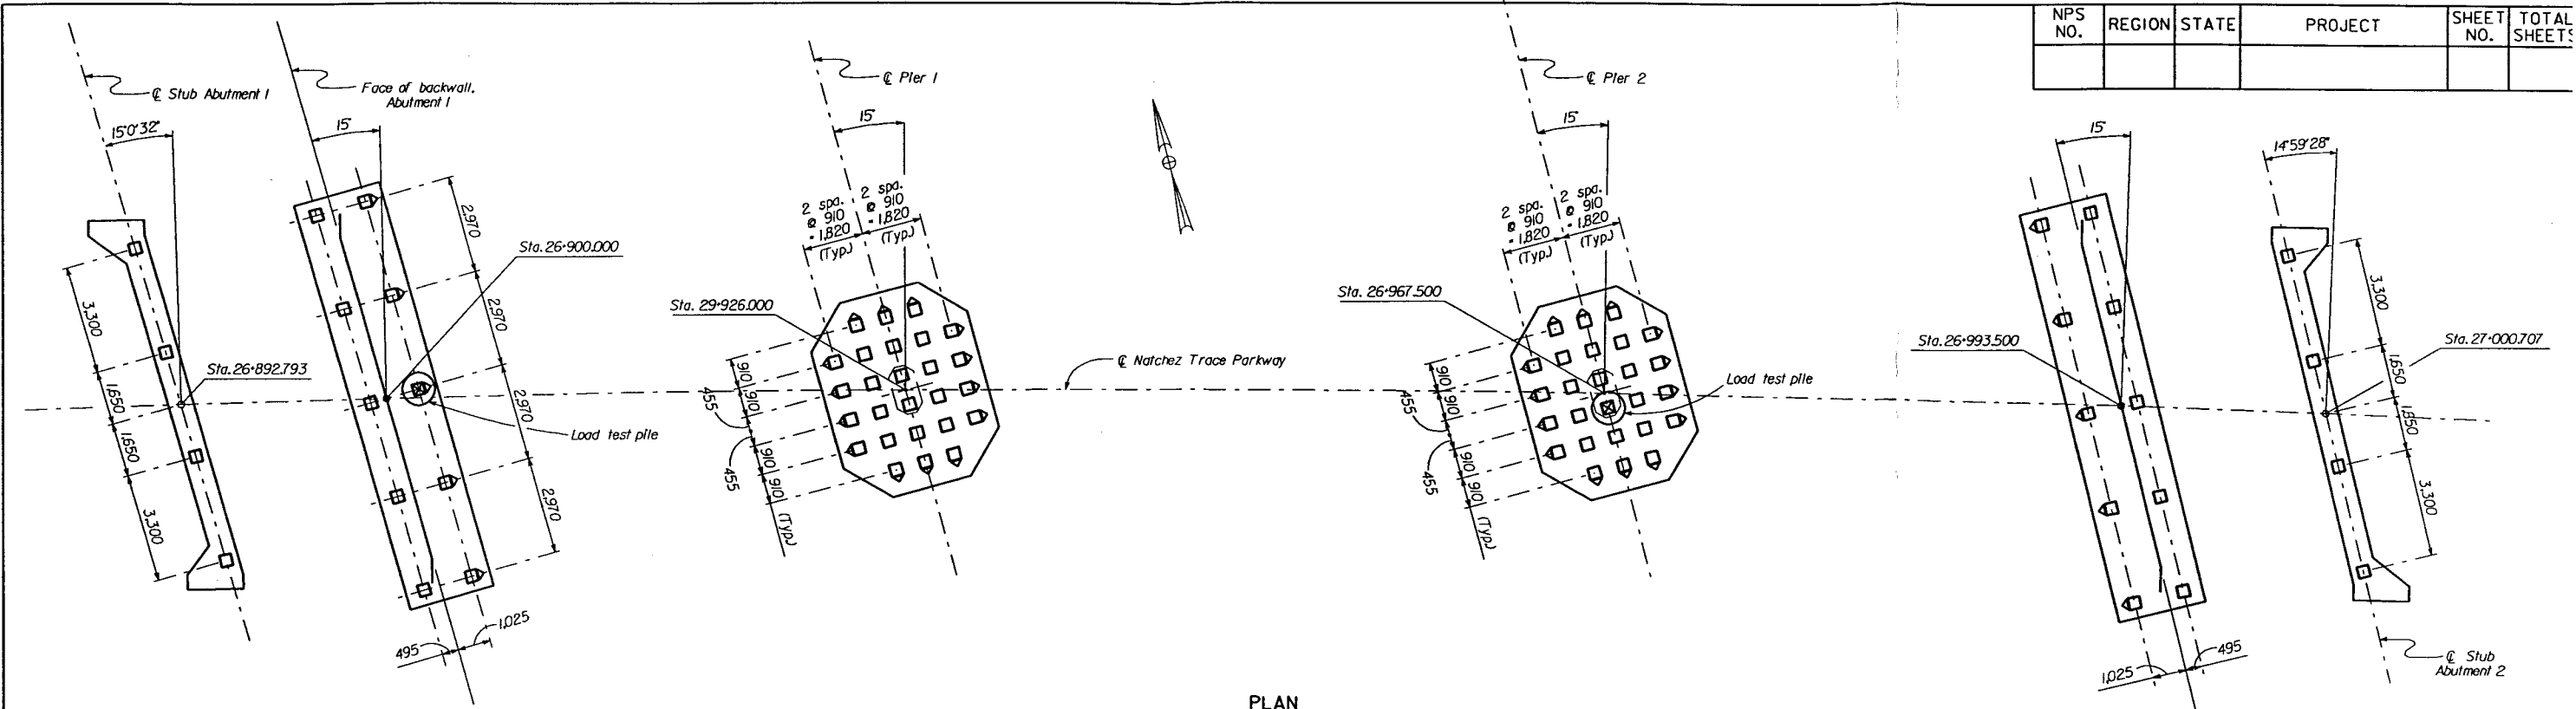 NPS NO.
REGION
STATE
PROJECT
SHEET NO.
TOTAL SHEETS
℄ Stub Abutment 1
Face of backwall,
Abutment 1
℄ Pier 1
℄ Pier 2
15°0'32"
15°
15°
15°
15°
14°59'28"
2 spa.
@ 910
= 1,820
(Typ.)
2 spa.
@ 910
= 1,820
(Typ.)
2 spa.
@ 910
= 1,820
(Typ.)
2 spa.
@ 910
= 1,820
(Typ.)
Sta. 26+892.793
Sta. 26+900.000
Sta. 29+926.000
Sta. 26+967.500
Sta. 26+993.500
Sta. 27+000.707
℄ Natchez Trace Parkway
Load test pile
Load test pile
3,300
1,650
1,650
3,300
2,970
2,970
2,970
2,970
910
910
455
455
910
910
(Typ.)
910
910
455
455
910
910
(Typ.)
3,300
1,650
1,850
3,300
495
1,025
1,025
495
℄ Stub
Abutment 2
PLAN